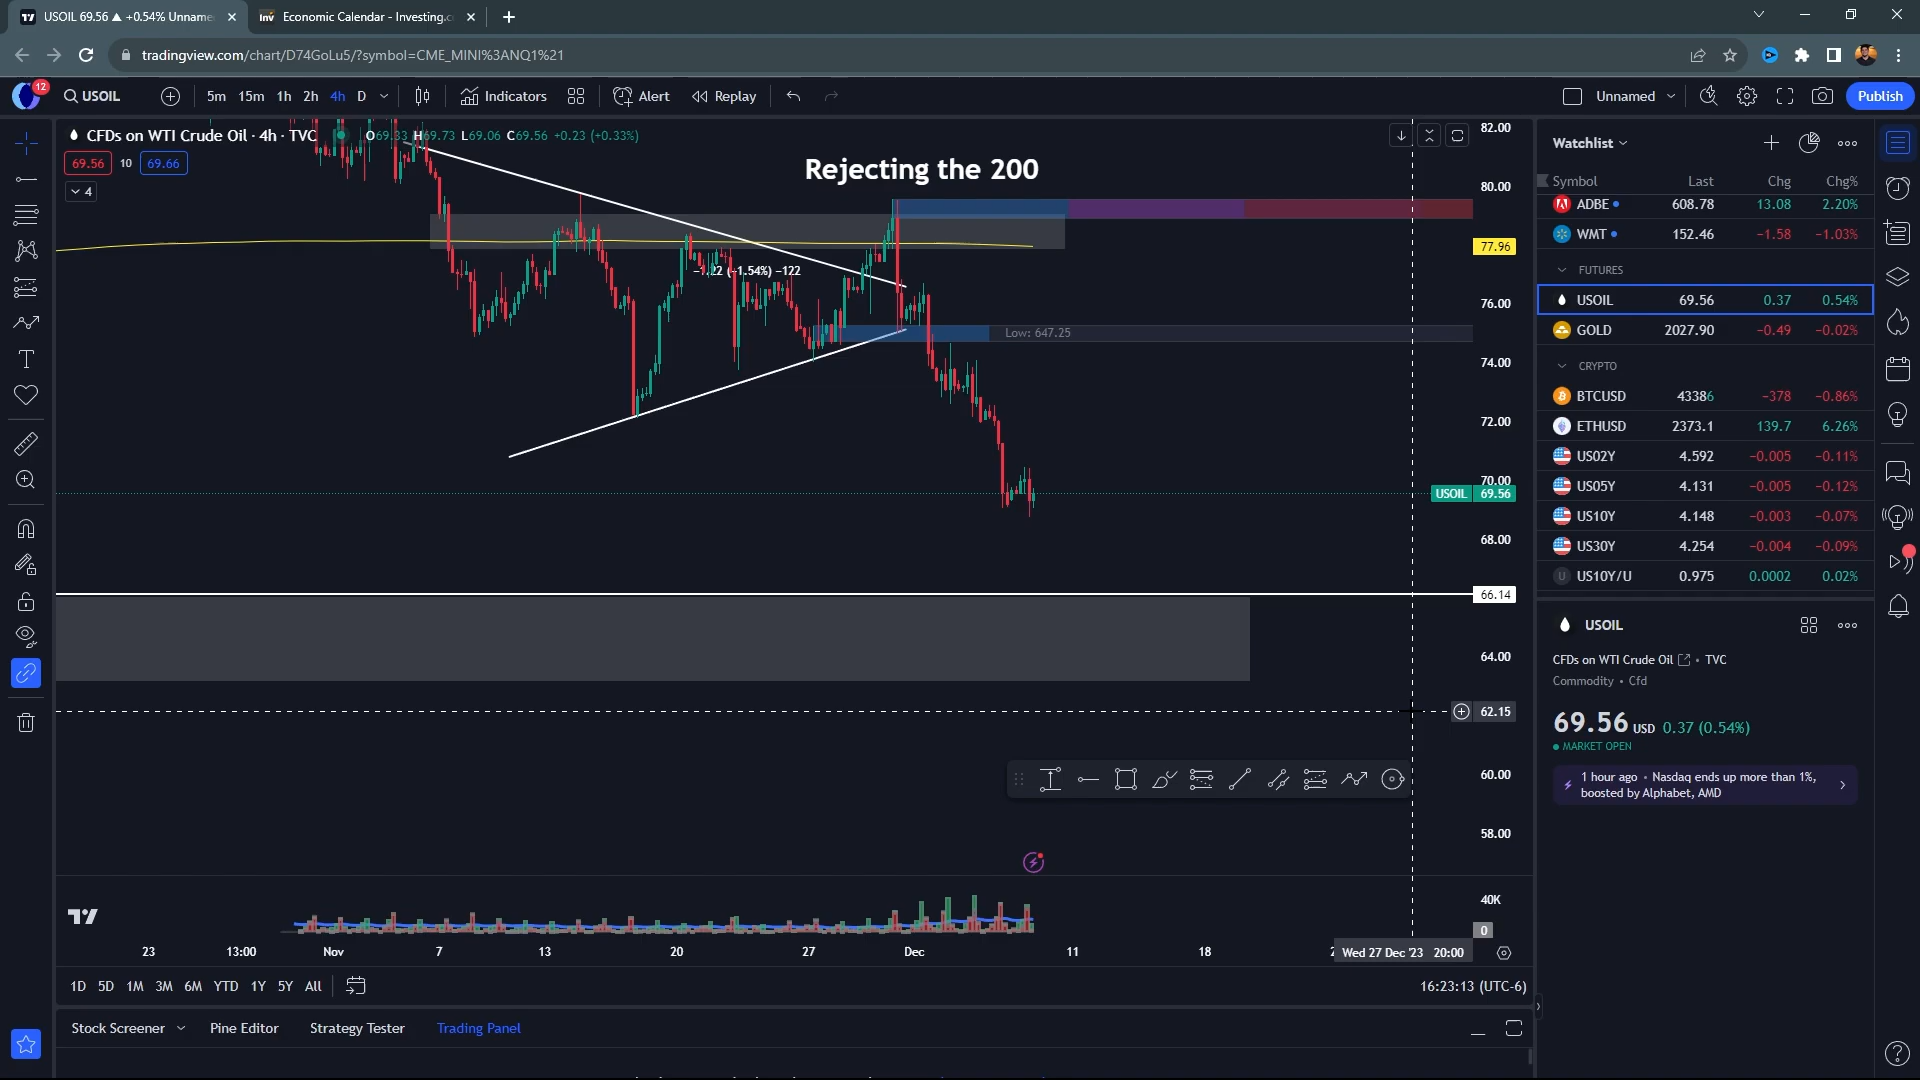 USOIL 69.56 ▲ +0.54% Unname
Economic Calendar - Investing.c
tradingview.com/chart/D74GoLu5/?symbol=CME_MINI%3ANQ1%21
12
USOIL
5m 15m 1h 2h 4h D
Indicators
Alert
Replay
Unnamed
Publish
CFDs on WTI Crude Oil · 4h · TVC
O69.33 H69.73 L69.06 C69.56 +0.23 (+0.33%)
69.56 10 69.66
4
Rejecting the 200
−1.22 (−1.54%) −122
Low: 647.25
82.00
80.00
77.96
76.00
74.00
72.00
70.00
USOIL 69.56
68.00
66.14
64.00
62.15
60.00
58.00
40K
0
23 13:00 Nov 7 13 20 27 Dec 11 18
Wed 27 Dec '23 20:00
1D 5D 1M 3M 6M YTD 1Y 5Y All
16:23:13 (UTC-6)
Stock Screener
Pine Editor
Strategy Tester
Trading Panel
Watchlist
Symbol Last Chg Chg%
ADBE 608.78 13.08 2.20%
WMT 152.46 −1.58 −1.03%
FUTURES
USOIL 69.56 0.37 0.54%
GOLD 2027.90 −0.49 −0.02%
CRYPTO
BTCUSD 43386 −378 −0.86%
ETHUSD 2373.1 139.7 6.26%
US02Y 4.592 −0.005 −0.11%
US05Y 4.131 −0.005 −0.12%
US10Y 4.148 −0.003 −0.07%
US30Y 4.254 −0.004 −0.09%
US10Y/U 0.975 0.0002 0.02%
USOIL
CFDs on WTI Crude Oil • TVC
Commodity • Cfd
69.56 USD 0.37 (0.54%)
MARKET OPEN
1 hour ago • Nasdaq ends up more than 1%,
boosted by Alphabet, AMD